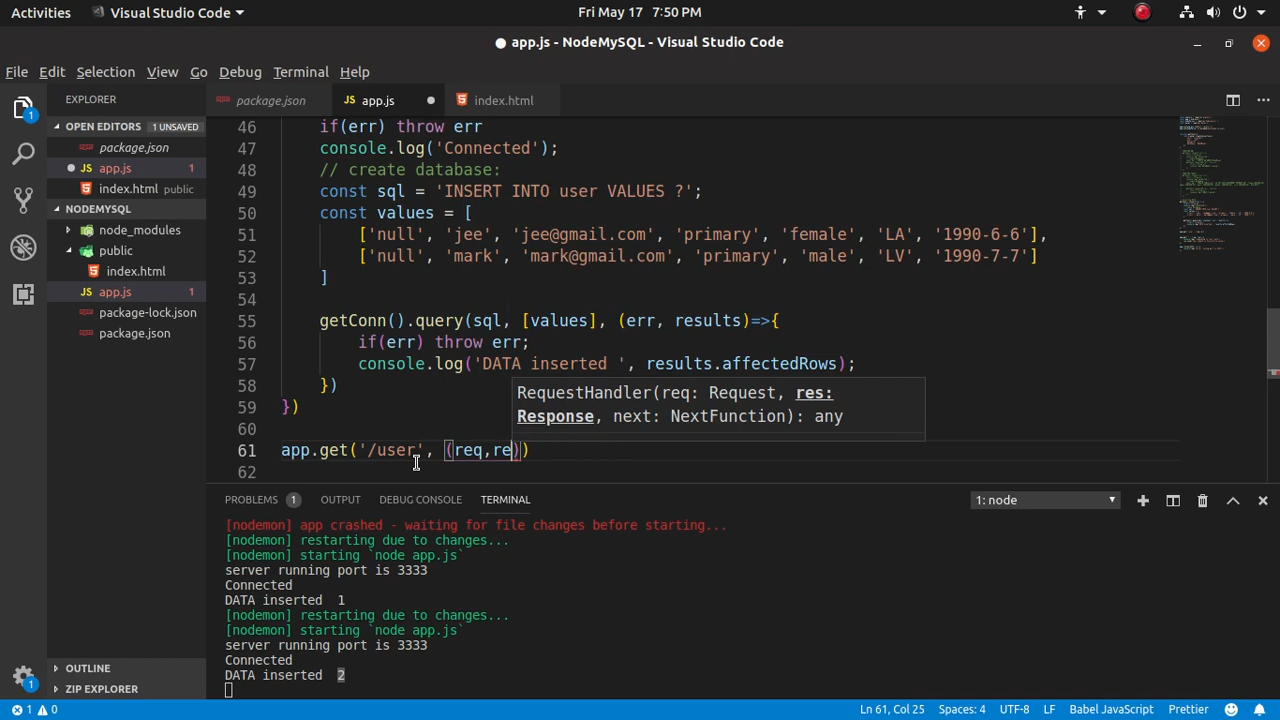 Activities
Visual Studio Code
Fri May 17 7:50 PM
● app.js - NodeMySQL - Visual Studio Code
File Edit Selection View Go Debug Terminal Help
EXPLORER
package.json
JS app.js ●
index.html
OPEN EDITORS 1 UNSAVED
package.json
JS app.js 1
index.html public
NODEMYSQL
node_modules
public
index.html
JS app.js 1
package-lock.json
package.json
OUTLINE
ZIP EXPLORER
46 if(err) throw err
47 console.log('Connected');
48 // create database:
49 const sql = 'INSERT INTO user VALUES ?';
50 const values = [
51 ['null', 'jee', 'jee@gmail.com', 'primary', 'female', 'LA', '1990-6-6'],
52 ['null', 'mark', 'mark@gmail.com', 'primary', 'male', 'LV', '1990-7-7']
53 ]
54
55 getConn().query(sql, [values], (err, results)=>{
56 if(err) throw err;
57 console.log('DATA inserted ', results.affectedRows);
58 })
59 })
60
61 app.get('/user', (req,re))
62
RequestHandler(req: Request, res:
Response, next: NextFunction): any
PROBLEMS 1 OUTPUT DEBUG CONSOLE TERMINAL 1: node
[nodemon] app crashed - waiting for file changes before starting...
[nodemon] restarting due to changes...
[nodemon] starting `node app.js`
server running port is 3333
Connected
DATA inserted  1
[nodemon] restarting due to changes...
[nodemon] starting `node app.js`
server running port is 3333
Connected
DATA inserted  2
1 0
Ln 61, Col 25 Spaces: 4 UTF-8 LF Babel JavaScript Prettier